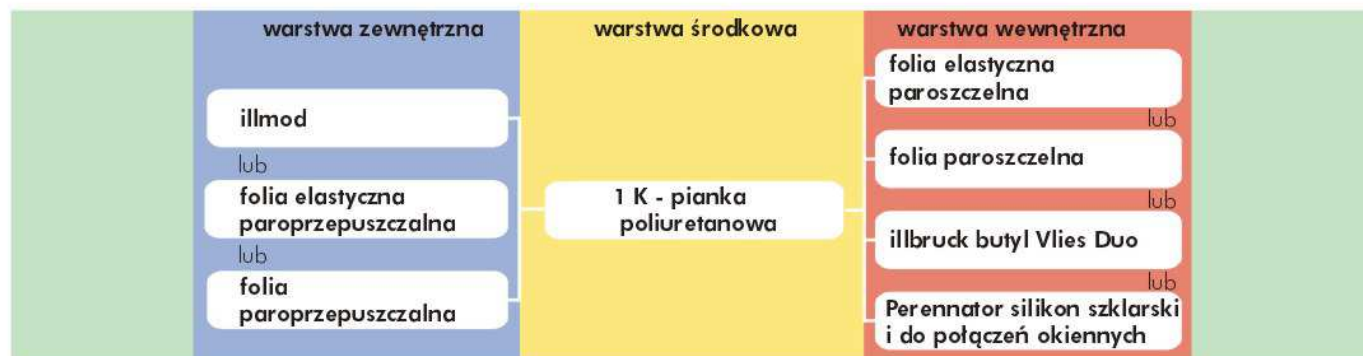 warstwa zewnętrzna
illmod
lub
folia elastyczna
paroprzepuszczalna
lub
folia
paroprzepuszczalna
warstwa środkowa
1 K - pianka
poliuretanowa
warstwa wewnętrzna
folia elastyczna
paroszczelna
lub
folia paroszczelna
lub
illbruck butyl Vlies Duo
lub
Perennator silikon szklarski
i do połączeń okiennych